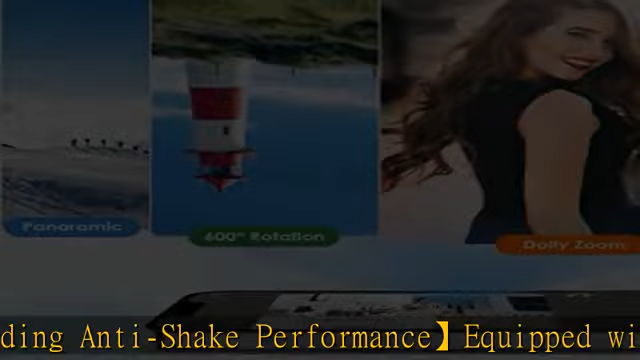 Panoramic
600° Rotation
Dolly Zoom
ding Anti-Shake Performance】Equipped wi